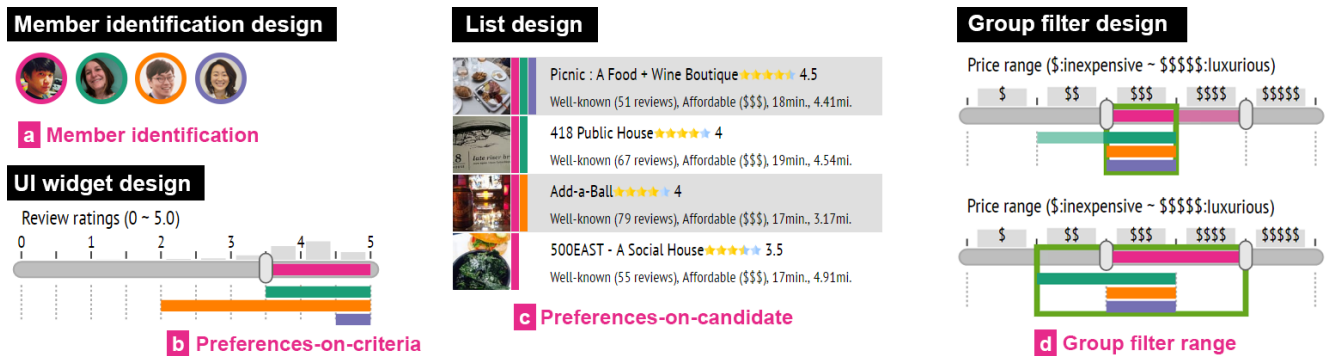 Member identification design
a Member identification
UI widget design
Review ratings (0 ~ 5.0)
0 1 2 3 4 5
b Preferences-on-criteria
List design
Picnic : A Food + Wine Boutique 4.5
Well-known (51 reviews), Affordable ($$$), 18min., 4.41mi.
418 Public House 4
Well-known (67 reviews), Affordable ($$$), 19min., 4.54mi.
Add-a-Ball 4
Well-known (79 reviews), Affordable ($$$), 17min., 3.17mi.
500EAST - A Social House 3.5
Well-known (55 reviews), Affordable ($$$), 17min., 4.91mi.
c Preferences-on-candidate
Group filter design
Price range ($:inexpensive ~ $$$$$:luxurious)
$ $$ $$$ $$$$ $$$$$
Price range ($:inexpensive ~ $$$$$:luxurious)
$ $$ $$$ $$$$ $$$$$
d Group filter range